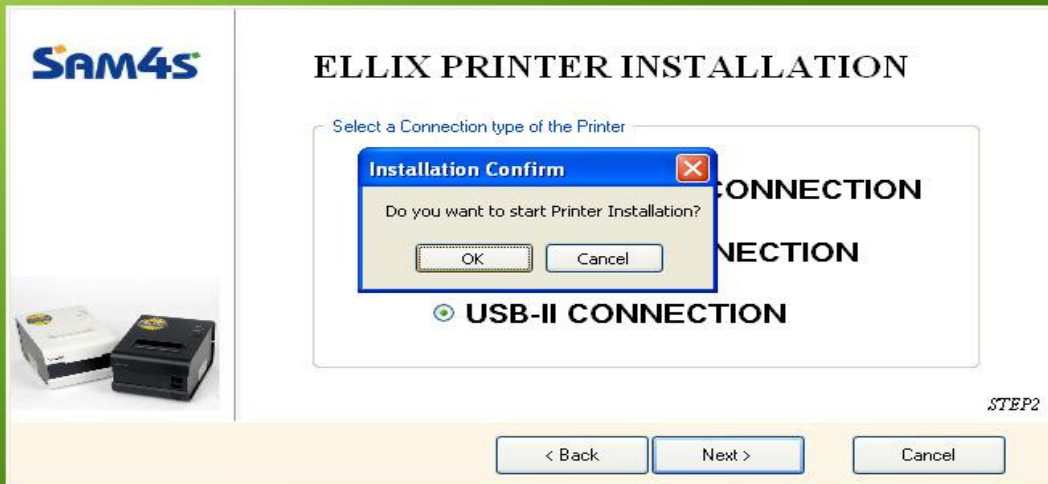 SAM4S
ELLIX PRINTER INSTALLATION
Select a Connection type of the Printer
Installation Confirm
Do you want to start Printer Installation?
OK
Cancel
CONNECTION
NECTION
USB-II CONNECTION
STEP2
< Back
Next >
Cancel